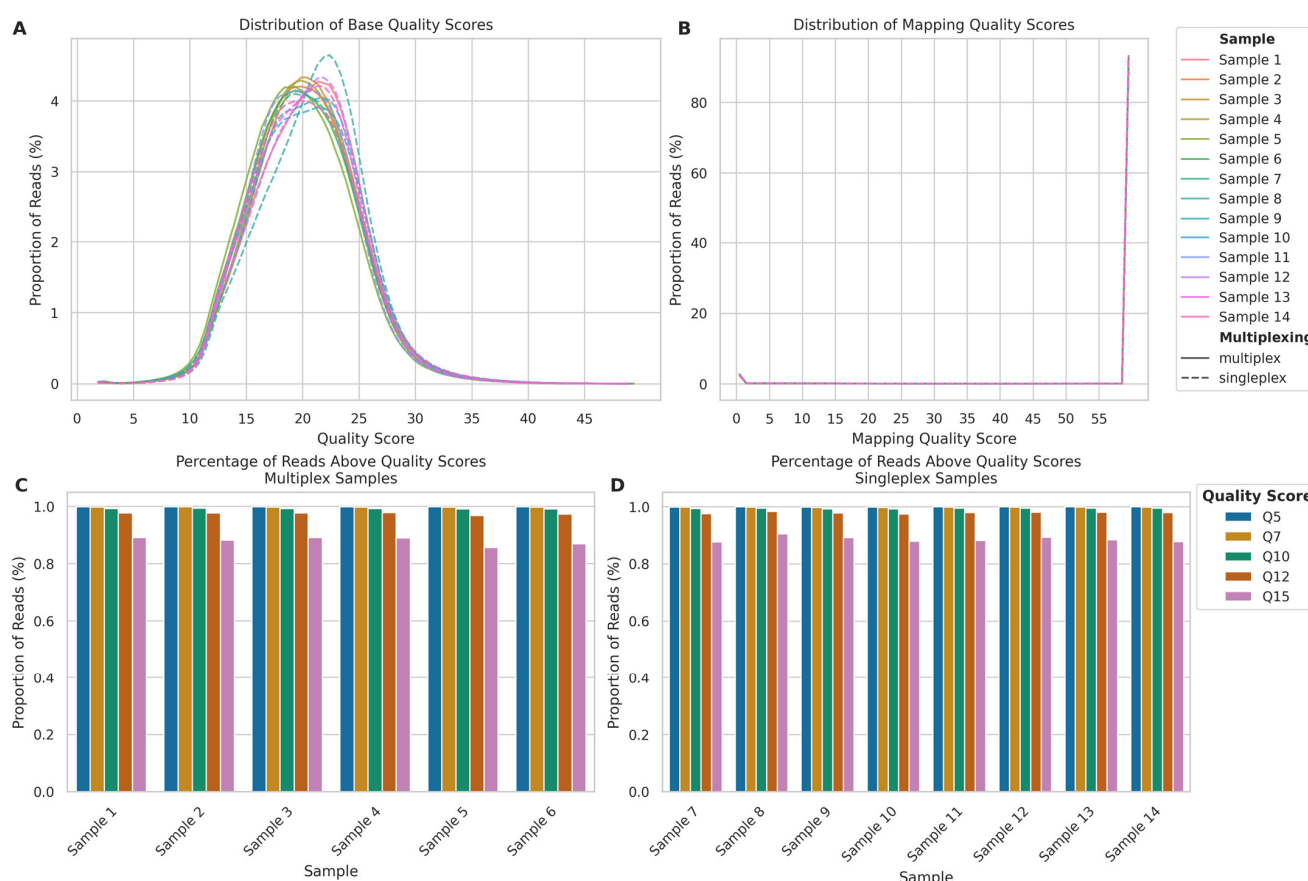 A
Distribution of Base Quality Scores
Proportion of Reads (%)
4
3
2
1
0
0 5 10 15 20 25 30 35 40 45
Quality Score
B
Distribution of Mapping Quality Scores
Proportion of Reads (%)
80
60
40
20
0
0 5 10 15 20 25 30 35 40 45 50 55
Mapping Quality Score
Sample
Sample 1
Sample 2
Sample 3
Sample 4
Sample 5
Sample 6
Sample 7
Sample 8
Sample 9
Sample 10
Sample 11
Sample 12
Sample 13
Sample 14
Multiplexing
multiplex
singleplex
C
Percentage of Reads Above Quality Scores
Multiplex Samples
Proportion of Reads (%)
1.0
0.8
0.6
0.4
0.2
0.0
Sample 1
Sample 2
Sample 3
Sample 4
Sample 5
Sample 6
Sample
D
Percentage of Reads Above Quality Scores
Singleplex Samples
Proportion of Reads (%)
1.0
0.8
0.6
0.4
0.2
0.0
Sample 7
Sample 8
Sample 9
Sample 10
Sample 11
Sample 12
Sample 13
Sample 14
Sample
Quality Score
Q5
Q7
Q10
Q12
Q15